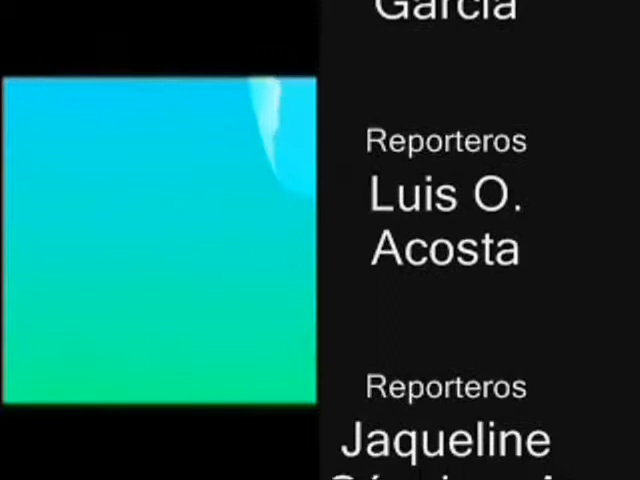 García
Reporteros
Luis O.
Acosta
Reporteros
Jaqueline